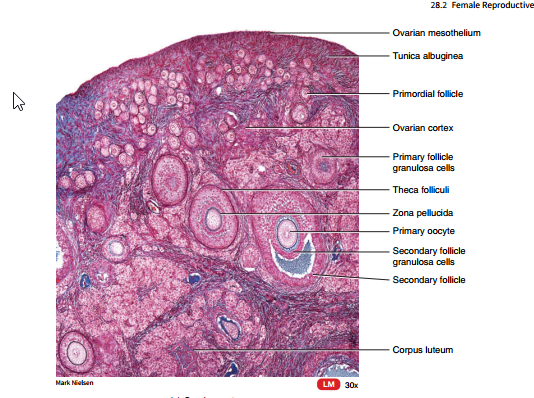 28.2 Female Reproductive
Ovarian mesothelium
Tunica albuginea
Primordial follicle
Ovarian cortex
Primary follicle
granulosa cells
Theca folliculi
Zona pellucida
Primary oocyte
Secondary follicle
granulosa cells
Secondary follicle
Corpus luteum
Mark Nielsen
LM 30x